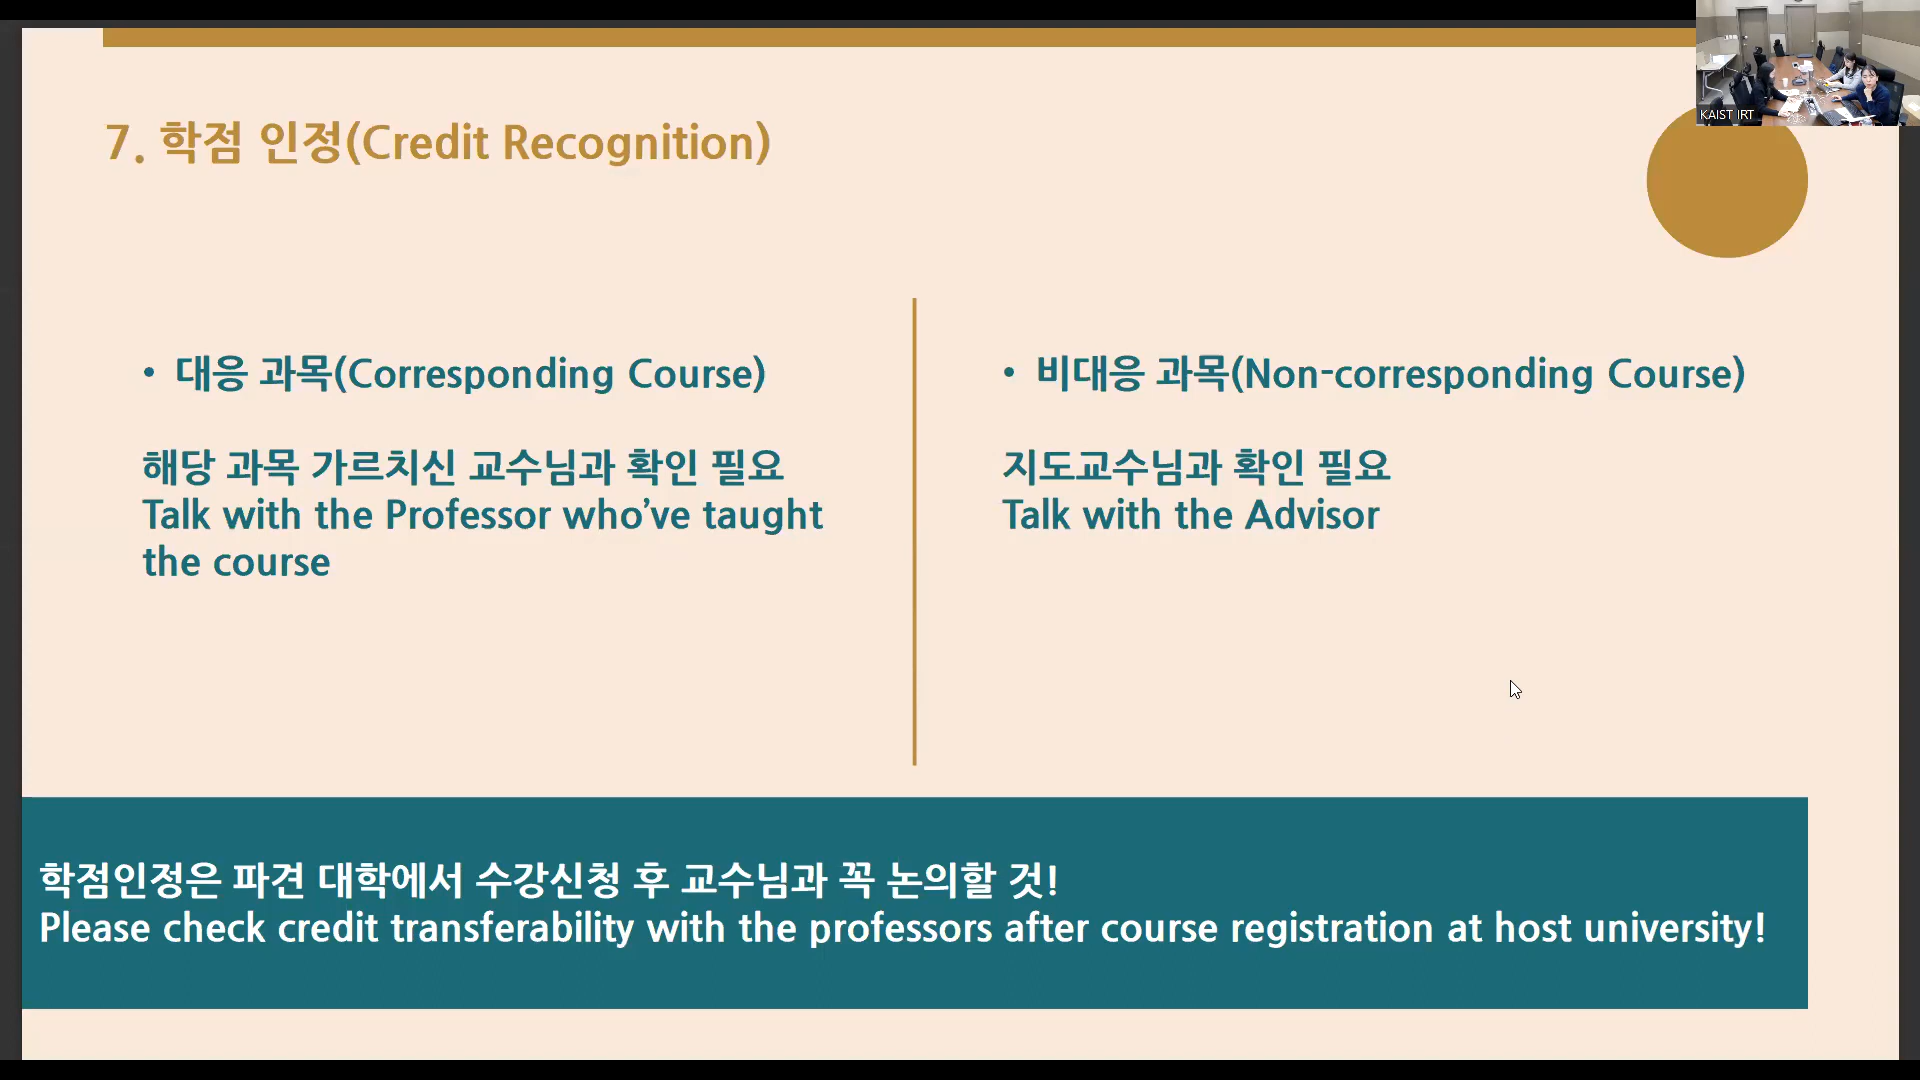 7. 학점 인정(Credit Recognition)
KAIST IRT
• 대응 과목(Corresponding Course)
해당 과목 가르치신 교수님과 확인 필요
Talk with the Professor who’ve taught
the course
• 비대응 과목(Non-corresponding Course)
지도교수님과 확인 필요
Talk with the Advisor
학점인정은 파견 대학에서 수강신청 후 교수님과 꼭 논의할 것!
Please check credit transferability with the professors after course registration at host university!